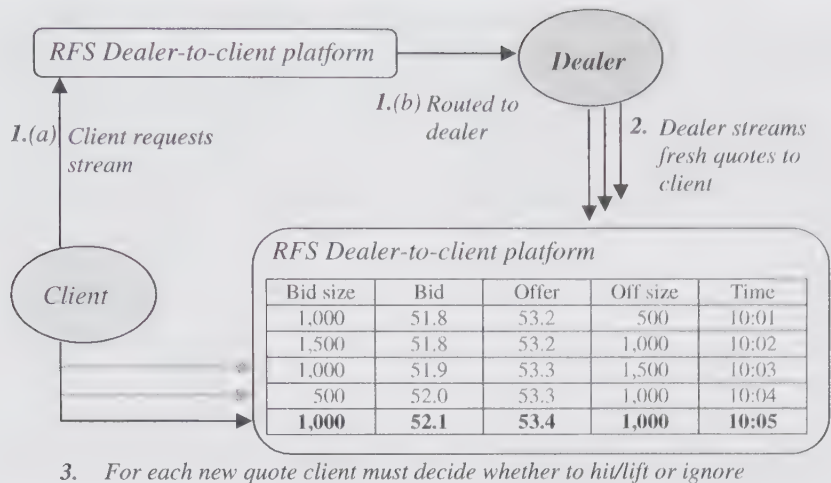 RFS Dealer-to-client platform
Dealer
1.(a) Client requests
stream
1.(b) Routed to
dealer
2. Dealer streams
fresh quotes to
client
Client
RFS Dealer-to-client platform
Bid size Bid Offer Off size Time
1,000 51.8 53.2 500 10:01
1,500 51.8 53.2 1,000 10:02
1,000 51.9 53.3 1,500 10:03
500 52.0 53.3 1,000 10:04
1,000 52.1 53.4 1,000 10:05
3. For each new quote client must decide whether to hit/lift or ignore